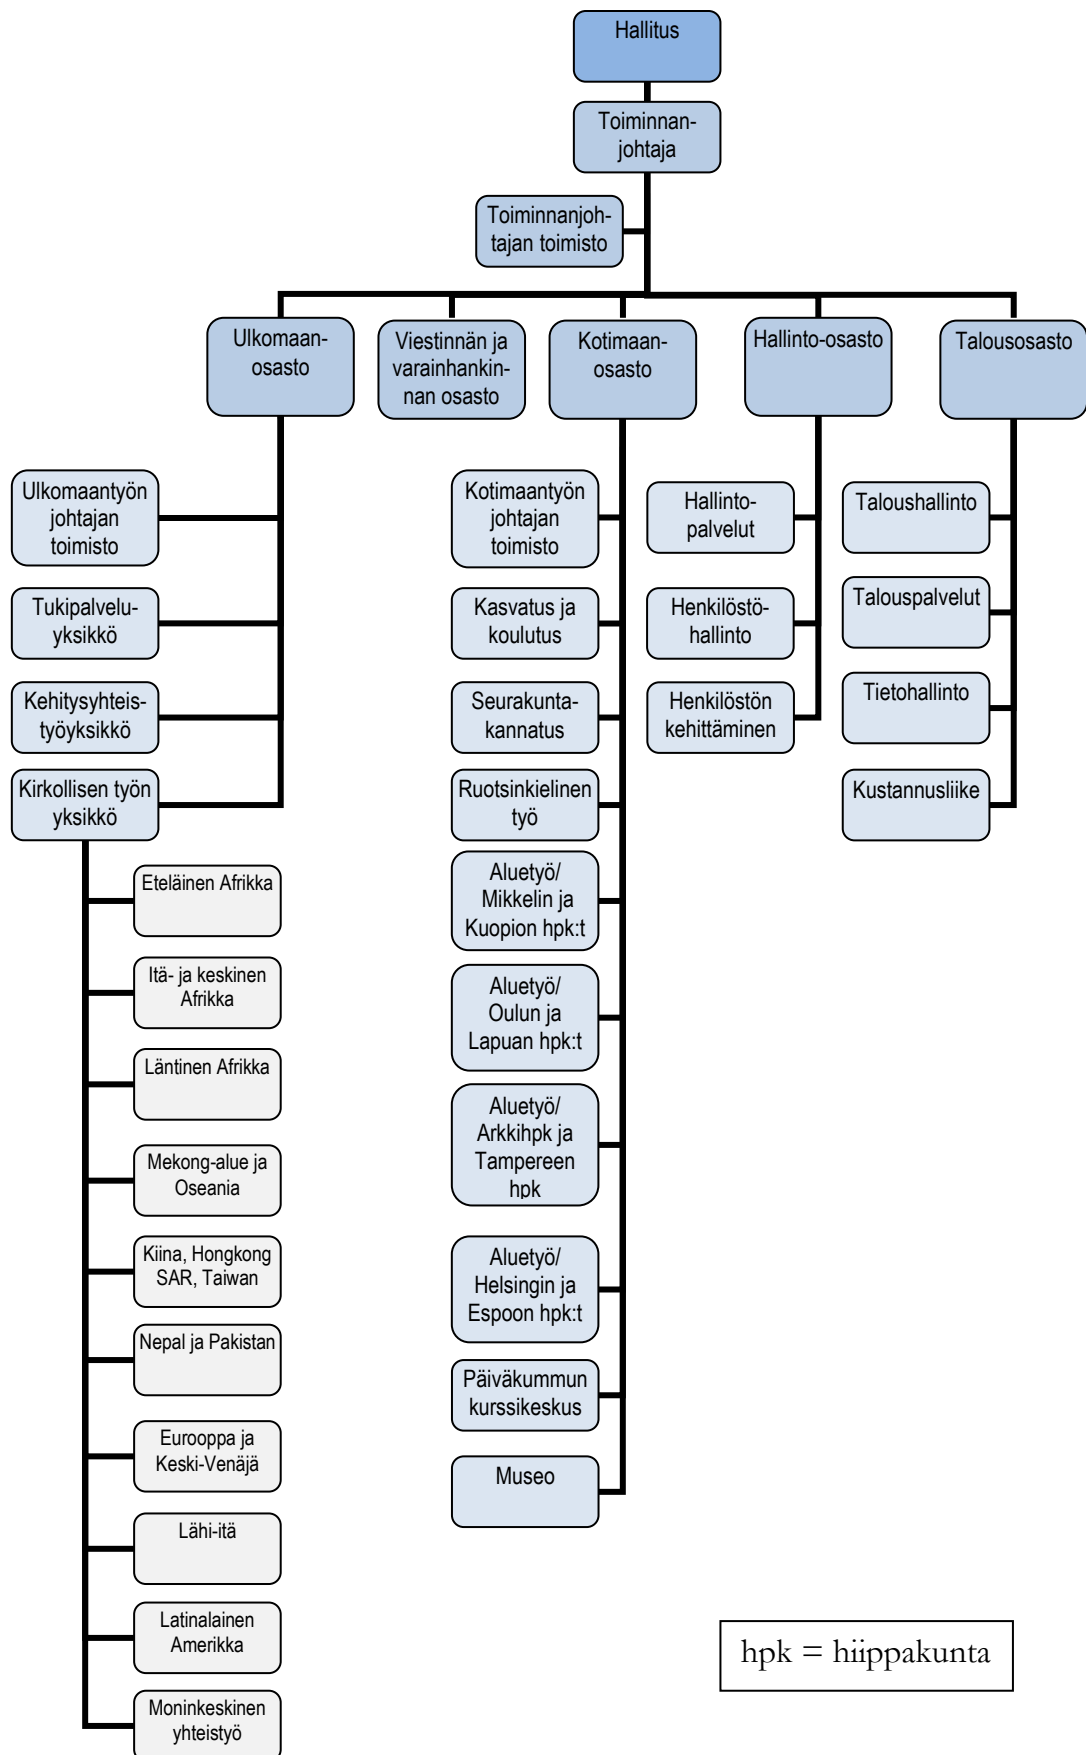 Hallitus
Toiminnan-
johtaja
Toiminnanjoh-
tajan toimisto
Ulkomaan-
osasto
Viestinnän ja
varainhankin-
nan osasto
Kotimaan-
osasto
Hallinto-osasto
Talousosasto
Ulkomaantyön
johtajan
toimisto
Tukipalvelu-
yksikkö
Kehitysyhteis-
työyksikkö
Kirkollisen työn
yksikkö
Eteläinen Afrikka
Itä- ja keskinen
Afrikka
Läntinen Afrikka
Mekong-alue ja
Oseania
Kiina, Hongkong
SAR, Taiwan
Nepal ja Pakistan
Eurooppa ja
Keski-Venäjä
Lähi-itä
Latinalainen
Amerikka
Moninkeskinen
yhteistyö
Kotimaantyön
johtajan
toimisto
Kasvatus ja
koulutus
Seurakunta-
kannatus
Ruotsinkielinen
työ
Aluetyö/
Mikkelin ja
Kuopion hpk:t
Aluetyö/
Oulun ja
Lapuan hpk:t
Aluetyö/
Arkkihpk ja
Tampereen
hpk
Aluetyö/
Helsingin ja
Espoon hpk:t
Päiväkummun
kurssikeskus
Museo
Hallinto-
palvelut
Henkilöstö-
hallinto
Henkilöstön
kehittäminen
Taloushallinto
Talouspalvelut
Tietohallinto
Kustannusliike
hpk = hiippakunta